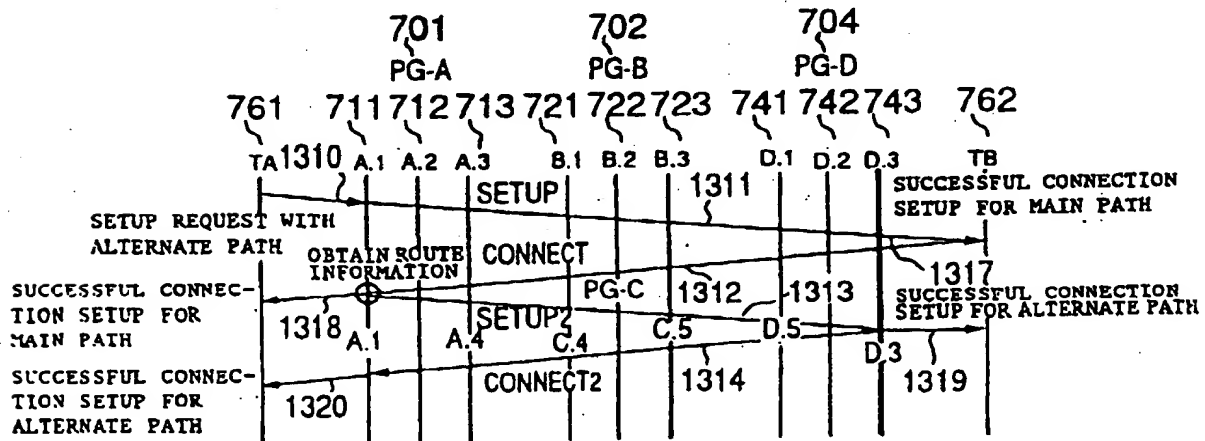 701 702 704
PG-A PG-B PG-D
761 711 712 713 721 722 723 741 742 743 762
TA 1310 A.1 A.2 A.3 B.1 B.2 B.3 D.1 D.2 D.3 TB
SETUP 1311 SUCCESSFUL CONNECTION
SETUP FOR MAIN PATH
SETUP REQUEST WITH
ALTERNATE PATH
OBTAIN ROUTE
INFORMATION
CONNECT
1317
PG-C 1312 1313
SUCCESSFUL CONNEC-
TION SETUP FOR
MAIN PATH
1318
SETUP2
SUCCESSFUL CONNECTION
SETUP FOR ALTERNATE PATH
A.1 A.4 C.4 C.5 D.5 D.3
SUCCESSFUL CONNEC-
TION SETUP FOR
ALTERNATE PATH
1320 CONNECT2 1314 1319